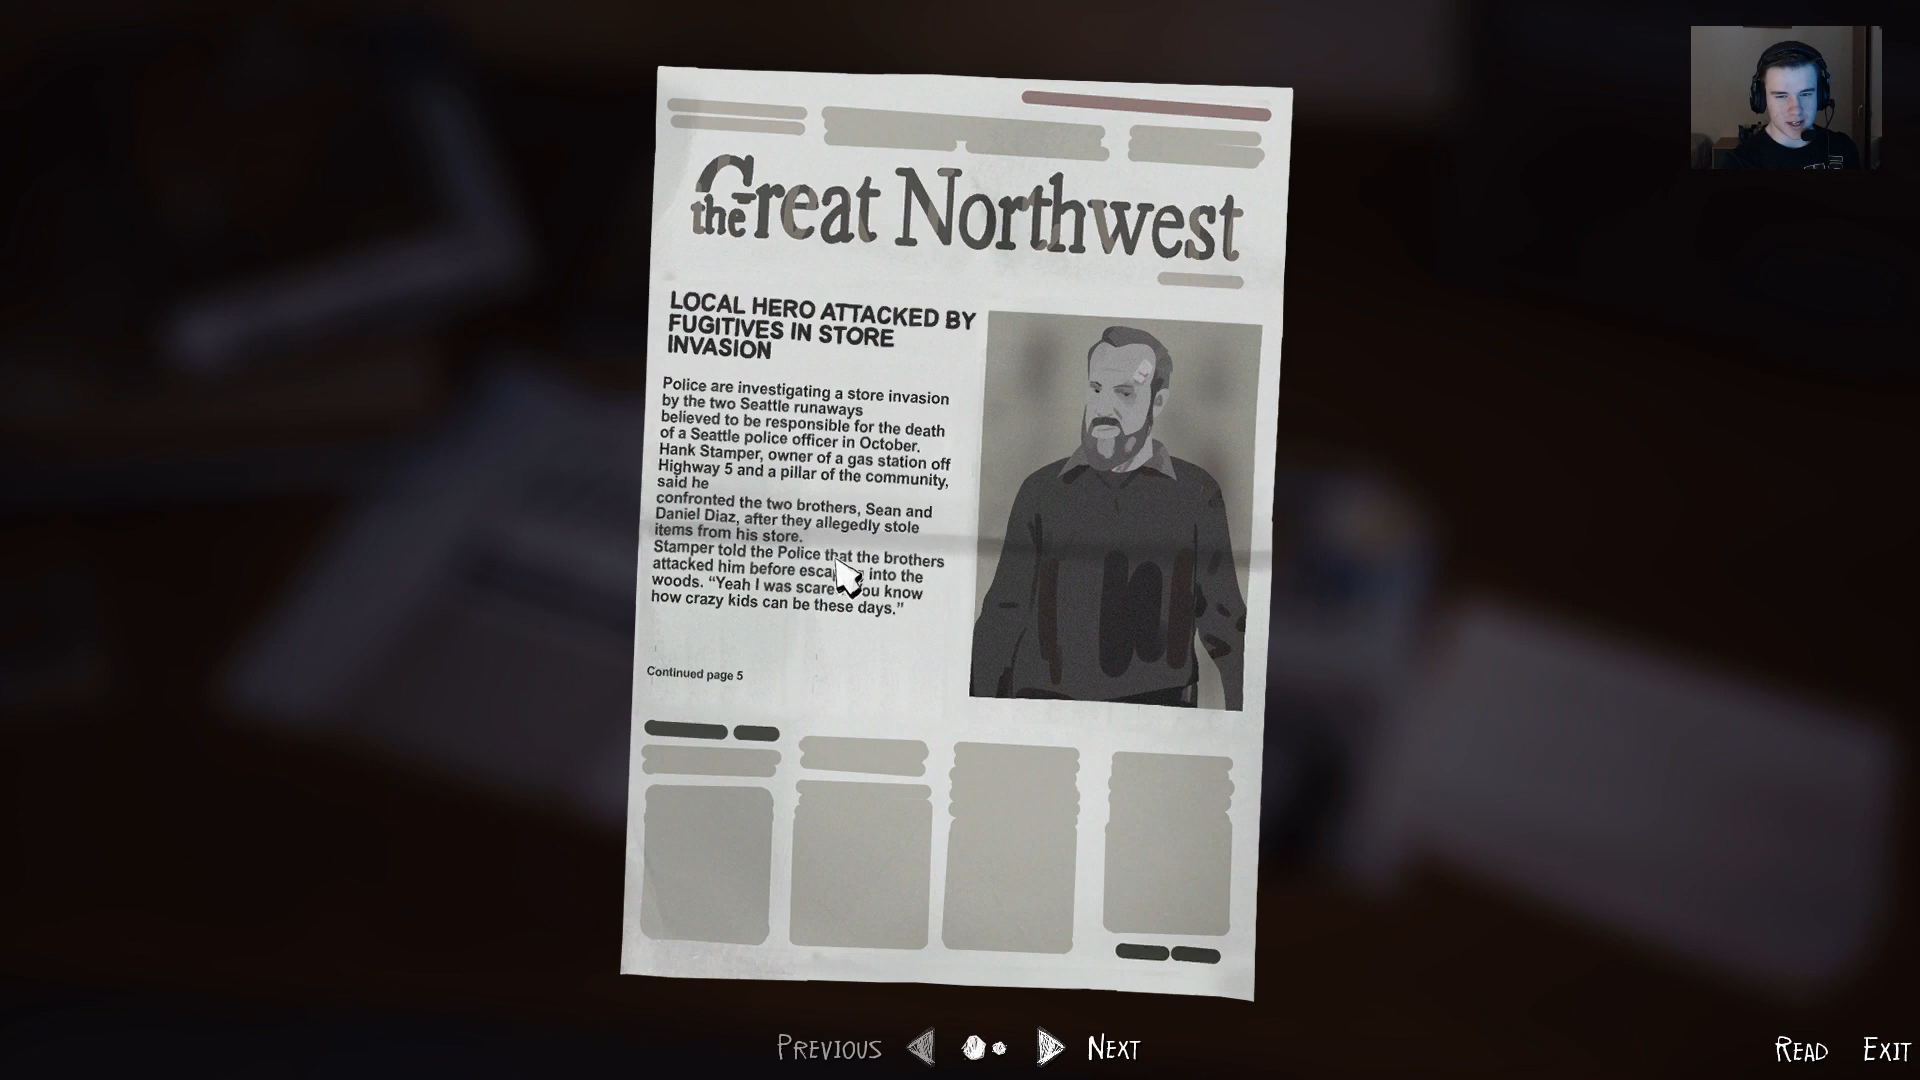 the Great Northwest
LOCAL HERO ATTACKED BY
FUGITIVES IN STORE
INVASION
Police are investigating a store invasion
by the two Seattle runaways
believed to be responsible for the death
of a Seattle police officer in October.
Hank Stamper, owner of a gas station off
Highway 5 and a pillar of the community,
said he
confronted the two brothers, Sean and
Daniel Diaz, after they allegedly stole
items from his store.
Stamper told the Police that the brothers
attacked him before into the
woods. “Yeah I was know
how crazy kids can be these days.”
Continued page 5
PREVIOUS NEXT
READ EXIT